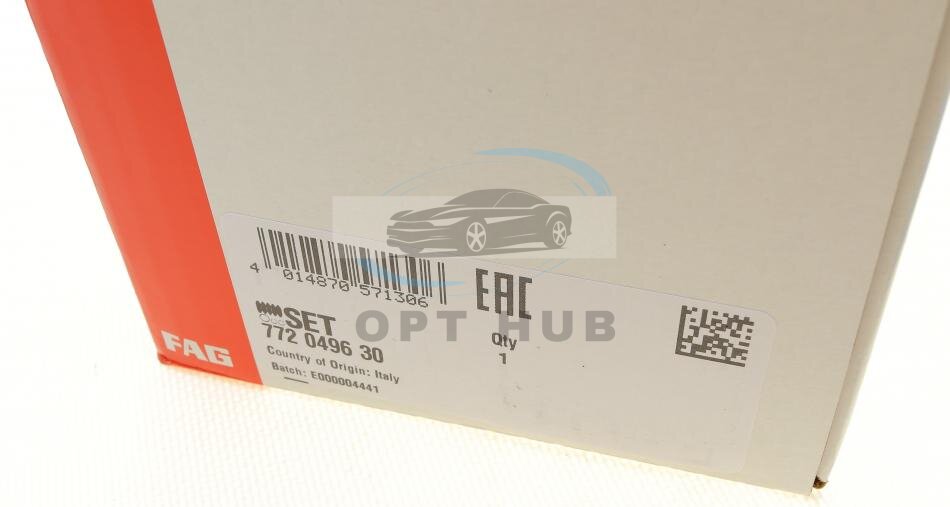 4 014870 571306
EAC
SET
772 0496 30
Country of Origin: Italy
Batch: E000004441
Qty
1
FAG
OPT HUB